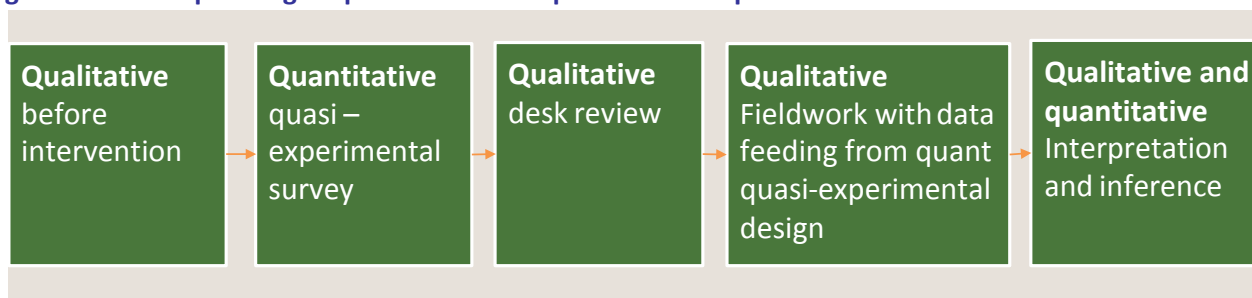 Qualitative
before
intervention
Quantitative
quasi –
experimental
survey
Qualitative
desk review
Qualitative
Fieldwork with data
feeding from quant
quasi-experimental
design
Qualitative and
quantitative
Interpretation
and inference